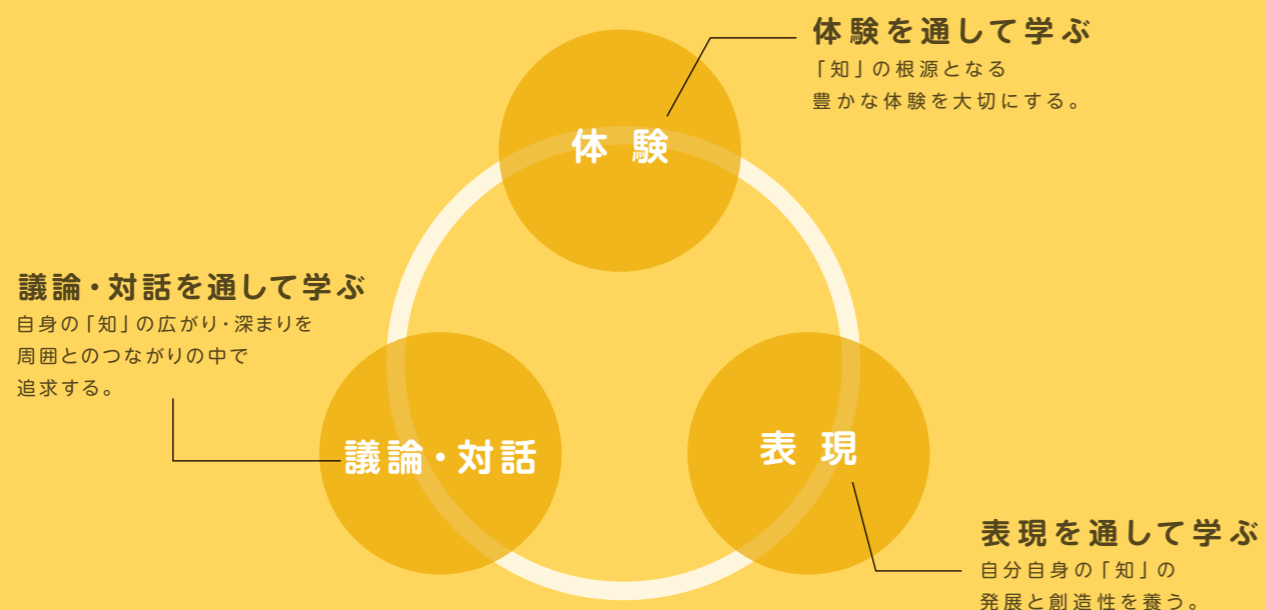 体験を通して学ぶ
「知」の根源となる
豊かな体験を大切にする。
体験
議論・対話を通して学ぶ
自身の「知」の広がり・深まりを
周囲とのつながりの中で
追求する。
議論・対話
表現
表現を通して学ぶ
自分自身の「知」の
発展と創造性を養う。